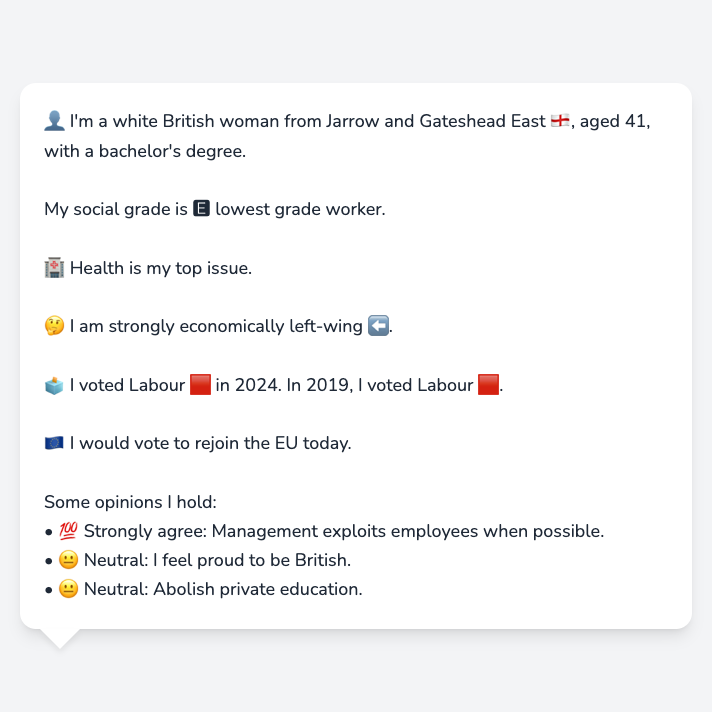 👤 I'm a white British woman from Jarrow and Gateshead East 🏴󠁧󠁢󠁥󠁮󠁧󠁿, aged 41,
with a bachelor's degree.
My social grade is 🅴 lowest grade worker.
🏥 Health is my top issue.
🤔 I am strongly economically left-wing ⬅️.
🗳️ I voted Labour 🟥 in 2024. In 2019, I voted Labour 🟥.
🇪🇺 I would vote to rejoin the EU today.
Some opinions I hold:
• 💯 Strongly agree: Management exploits employees when possible.
• 😐 Neutral: I feel proud to be British.
• 😐 Neutral: Abolish private education.